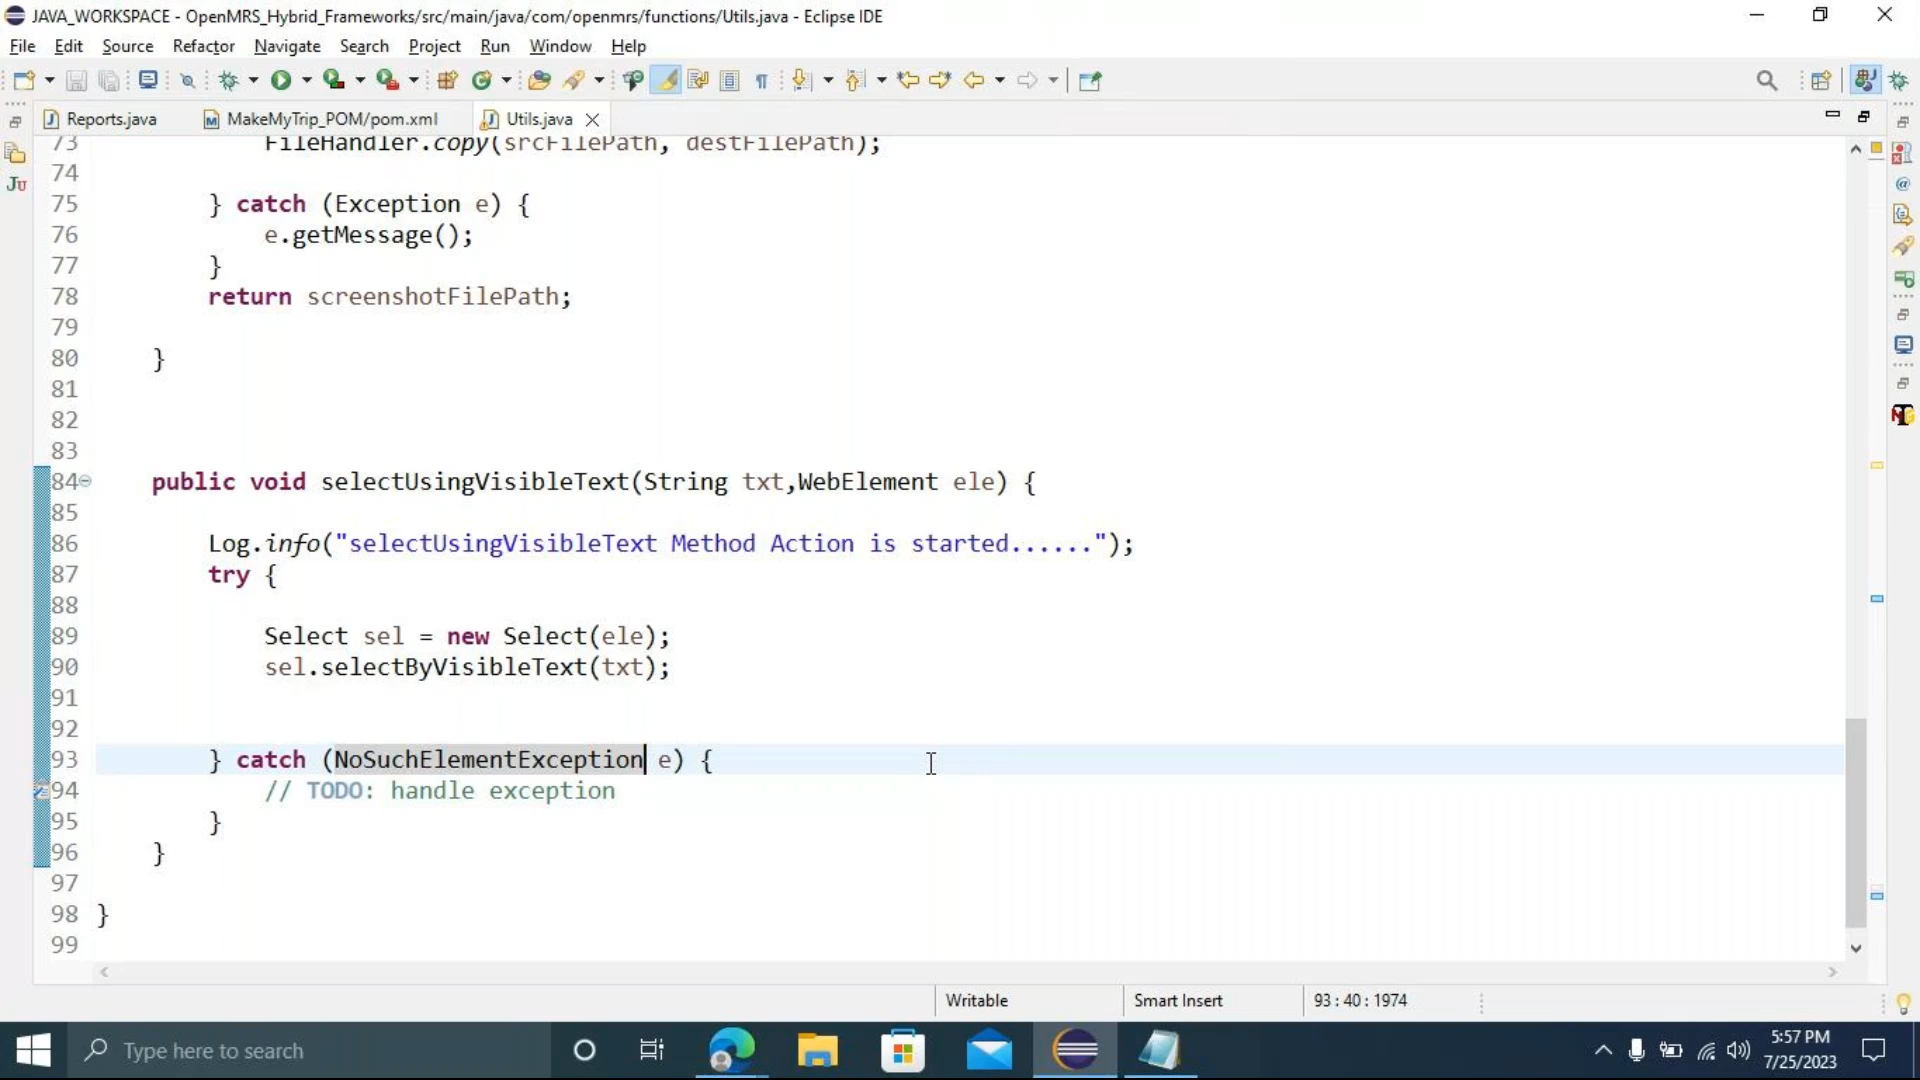 JAVA_WORKSPACE - OpenMRS_Hybrid_Frameworks/src/main/java/com/openmrs/functions/Utils.java - Eclipse IDE
File Edit Source Refactor Navigate Search Project Run Window Help
Reports.java MakeMyTrip_POM/pom.xml Utils.java
73 FileHandler.copy(srcFilePath, destFilePath);
74
75 } catch (Exception e) {
76 e.getMessage();
77 }
78 return screenshotFilePath;
79
80 }
81
82
83
84 public void selectUsingVisibleText(String txt,WebElement ele) {
85
86 Log.info("selectUsingVisibleText Method Action is started......");
87 try {
88
89 Select sel = new Select(ele);
90 sel.selectByVisibleText(txt);
91
92
93 } catch (NoSuchElementException e) {
94 // TODO: handle exception
95 }
96 }
97
98 }
99
Writable Smart Insert 93 : 40 : 1974
Type here to search
5:57 PM
7/25/2023